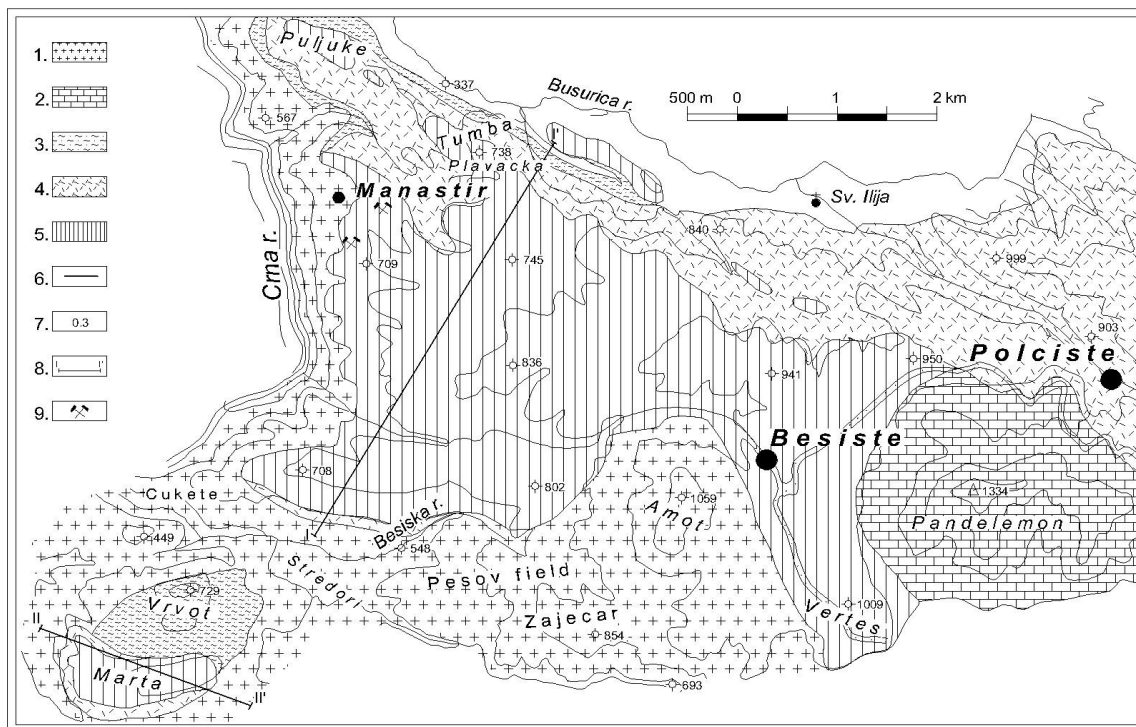 1.
2.
3.
4.
5.
6.
7. 0.3
8. I I'
9.
Puljuke
337
Busurica r.
500 m 0 1 2 km
567
Tumba
I'
738
Plavacka
Manastir
Sv. Ilija
Crna r.
840
709
745
999
903
950
Polciste
836
941
Besiste
708
802
Cukete
1059
Amot
1334
Pandelemon
I
Besiska r.
449
548
Stredori
Pesov field
729
Vrvot
Zajecar
1009
Vertes
II
854
Marta
693
II'